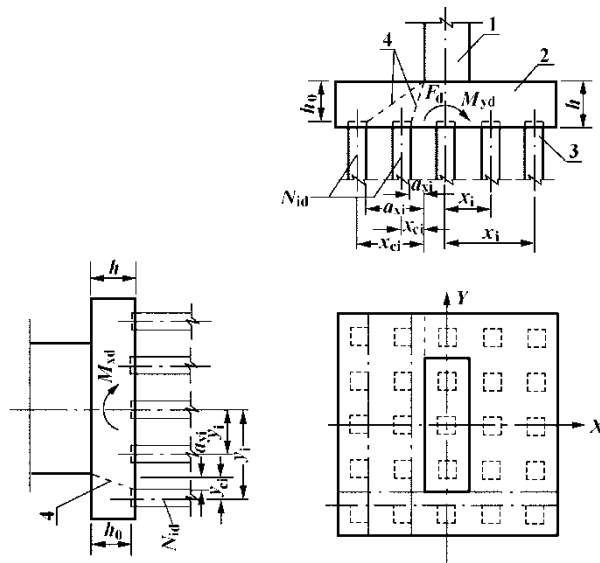 1
4
2
h₀
F_d
M_yd
h
3
N_id
a_xi
a_xi
x_i
x_ci
x_ci
x_i
h
M_xd
a_yi
y_i
y_i
y_ci
4
N_id
h₀
Y
X